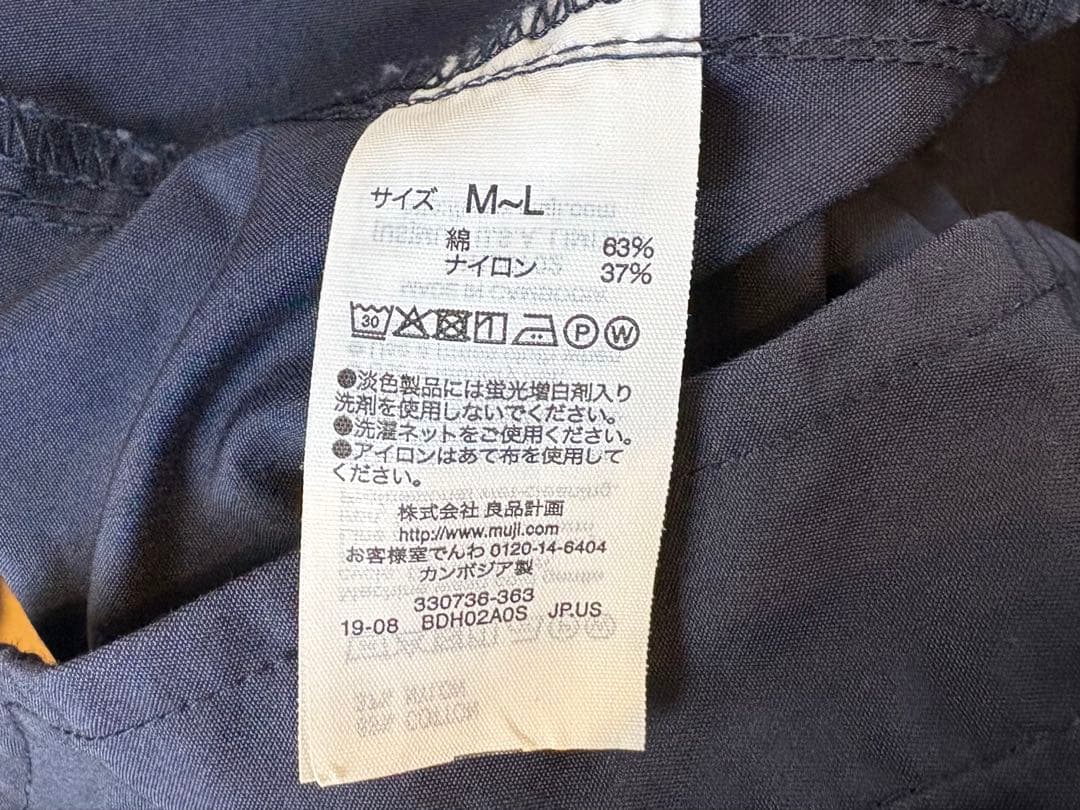 サイズ M~L
綿 63%
ナイロン 37%
30 P W
●淡色製品には蛍光増白剤入り
洗剤を使用しないでください。
●洗濯ネットをご使用ください。
●アイロンはあて布を使用して
ください。
株式会社 良品計画
http://www.muji.com
お客様室でんわ 0120-14-6404
カンボジア製
330736-363
19-08 BDH02A0S JP.US